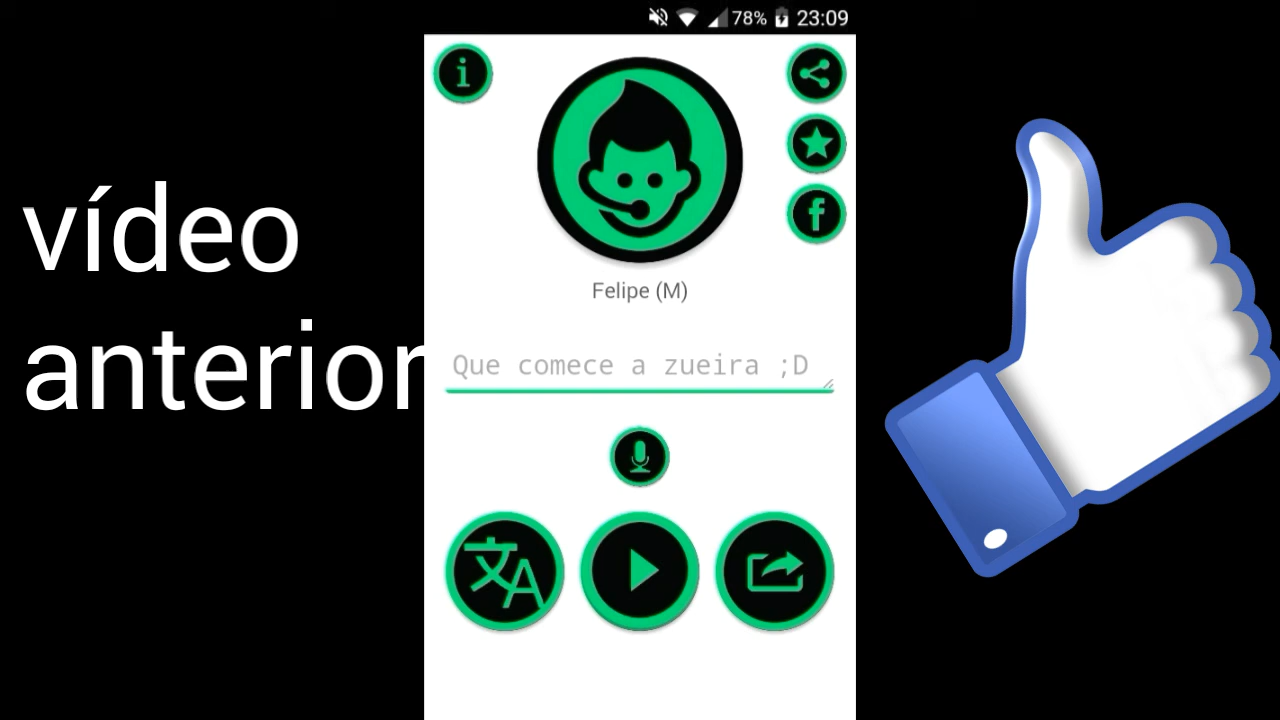 78% 23:09
vídeo
anterior
Felipe (M)
Que comece a zueira ;D